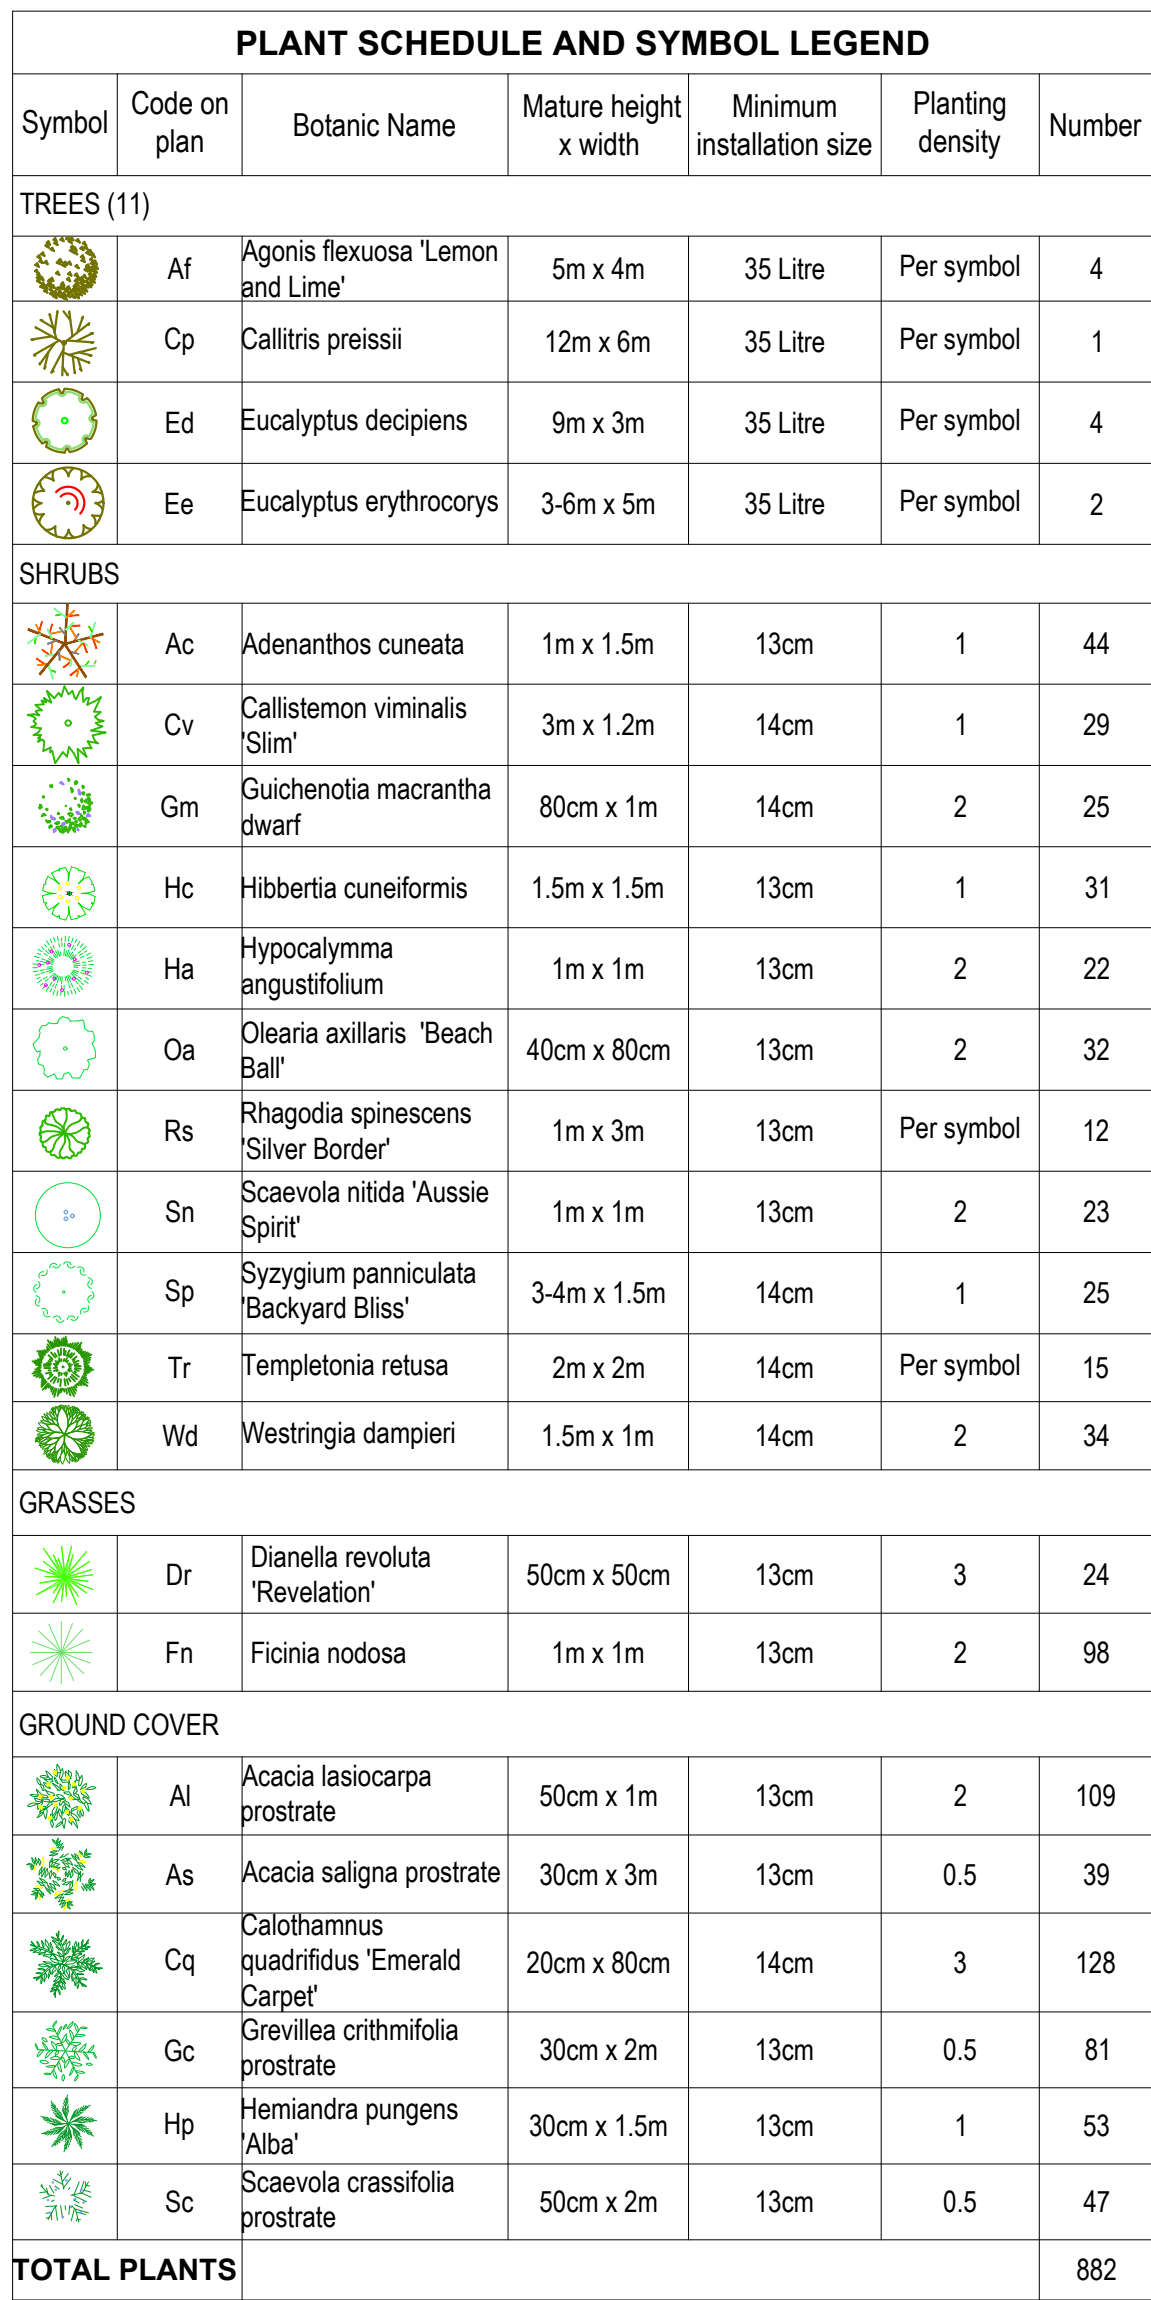 PLANT SCHEDULE AND SYMBOL LEGEND
Symbol Code on plan Botanic Name Mature height x width Minimum installation size Planting density Number
TREES (11)
Af Agonis flexuosa 'Lemon and Lime' 5m x 4m 35 Litre Per symbol 4
Cp Callitris preissii 12m x 6m 35 Litre Per symbol 1
Ed Eucalyptus decipiens 9m x 3m 35 Litre Per symbol 4
Ee Eucalyptus erythrocorys 3-6m x 5m 35 Litre Per symbol 2
SHRUBS
Ac Adenanthos cuneata 1m x 1.5m 13cm 1 44
Cv Callistemon viminalis 'Slim' 3m x 1.2m 14cm 1 29
Gm Guichenotia macrantha dwarf 80cm x 1m 14cm 2 25
Hc Hibbertia cuneiformis 1.5m x 1.5m 13cm 1 31
Ha Hypocalymma angustifolium 1m x 1m 13cm 2 22
Oa Olearia axillaris 'Beach Ball' 40cm x 80cm 13cm 2 32
Rs Rhagodia spinescens 'Silver Border' 1m x 3m 13cm Per symbol 12
Sn Scaevola nitida 'Aussie Spirit' 1m x 1m 13cm 2 23
Sp Syzygium panniculata 'Backyard Bliss' 3-4m x 1.5m 14cm 1 25
Tr Templetonia retusa 2m x 2m 14cm Per symbol 15
Wd Westringia dampieri 1.5m x 1m 14cm 2 34
GRASSES
Dr Dianella revoluta 'Revelation' 50cm x 50cm 13cm 3 24
Fn Ficinia nodosa 1m x 1m 13cm 2 98
GROUND COVER
Al Acacia lasiocarpa prostrate 50cm x 1m 13cm 2 109
As Acacia saligna prostrate 30cm x 3m 13cm 0.5 39
Cq Calothamnus quadrifidus 'Emerald Carpet' 20cm x 80cm 14cm 3 128
Gc Grevillea crithmifolia prostrate 30cm x 2m 13cm 0.5 81
Hp Hemiandra pungens 'Alba' 30cm x 1.5m 13cm 1 53
Sc Scaevola crassifolia prostrate 50cm x 2m 13cm 0.5 47
TOTAL PLANTS 882